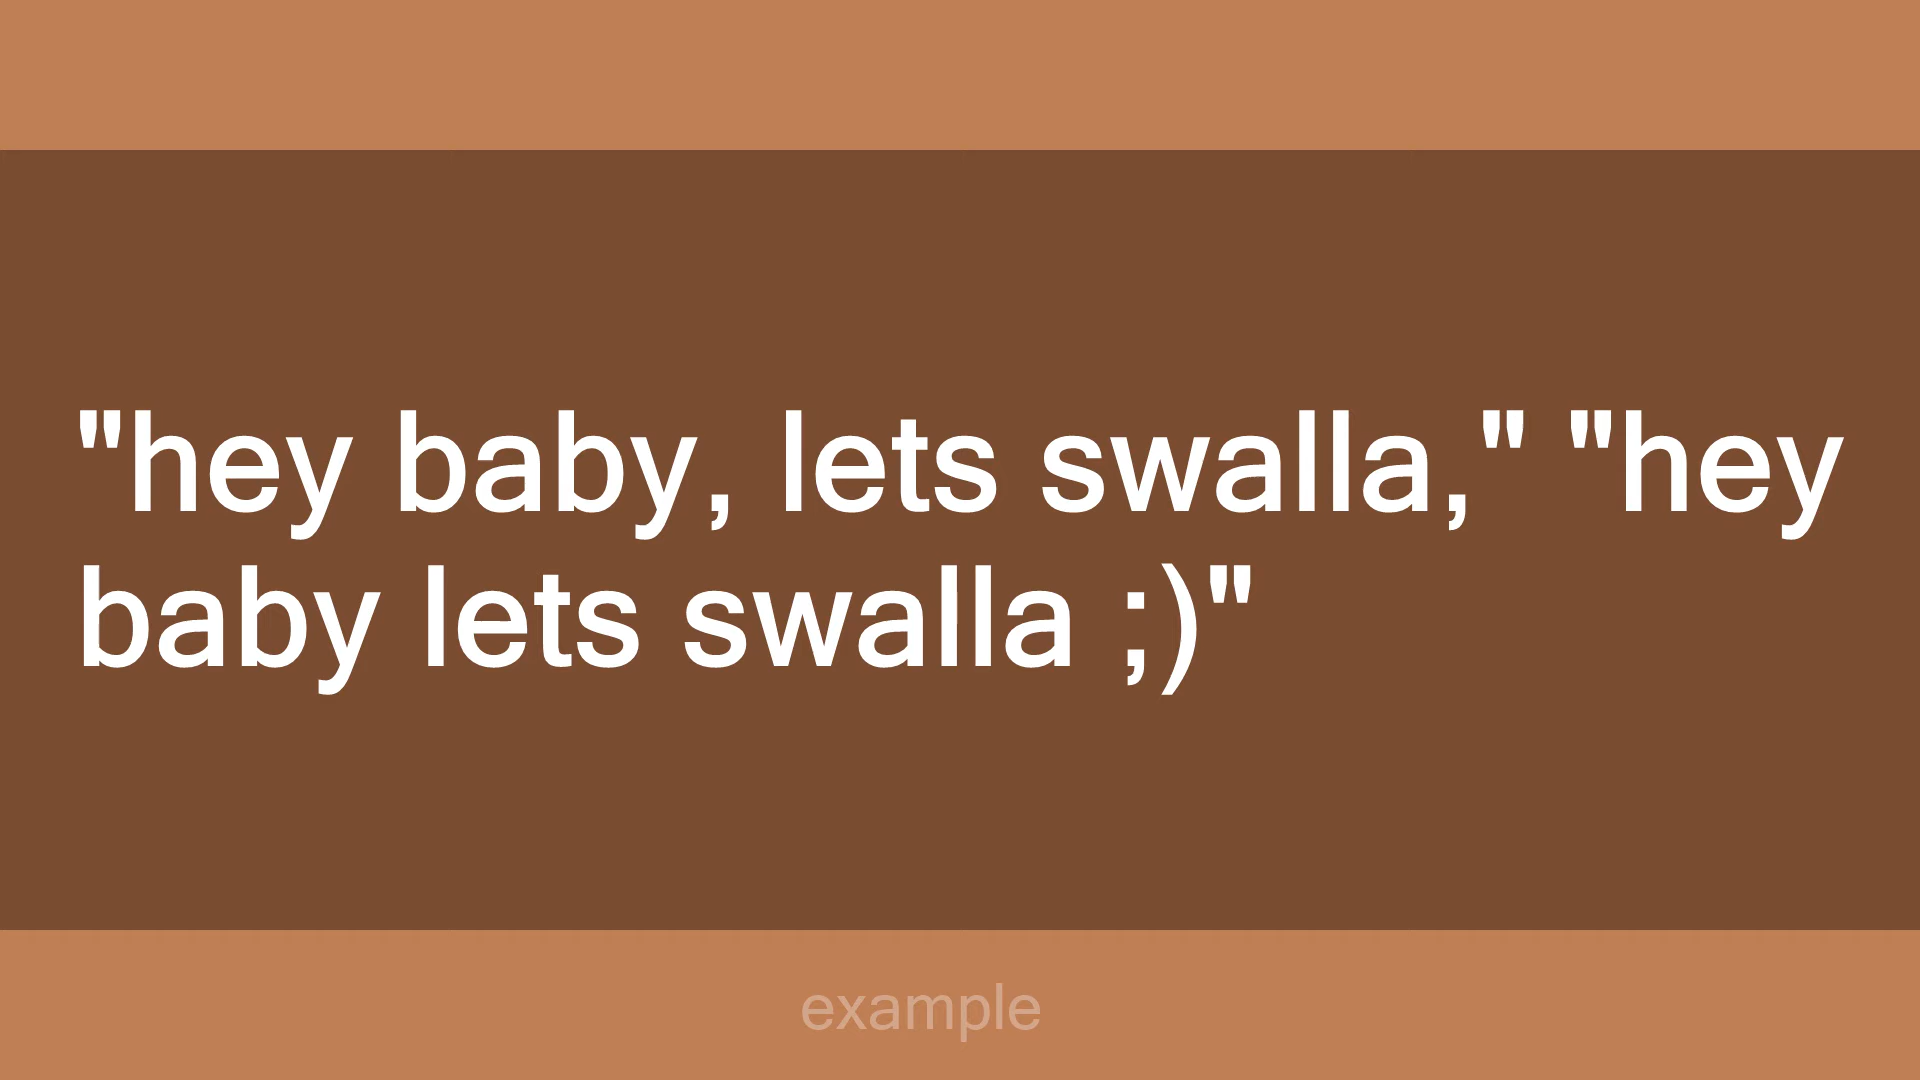 "hey baby, lets swalla," "hey
baby lets swalla ;)"
example